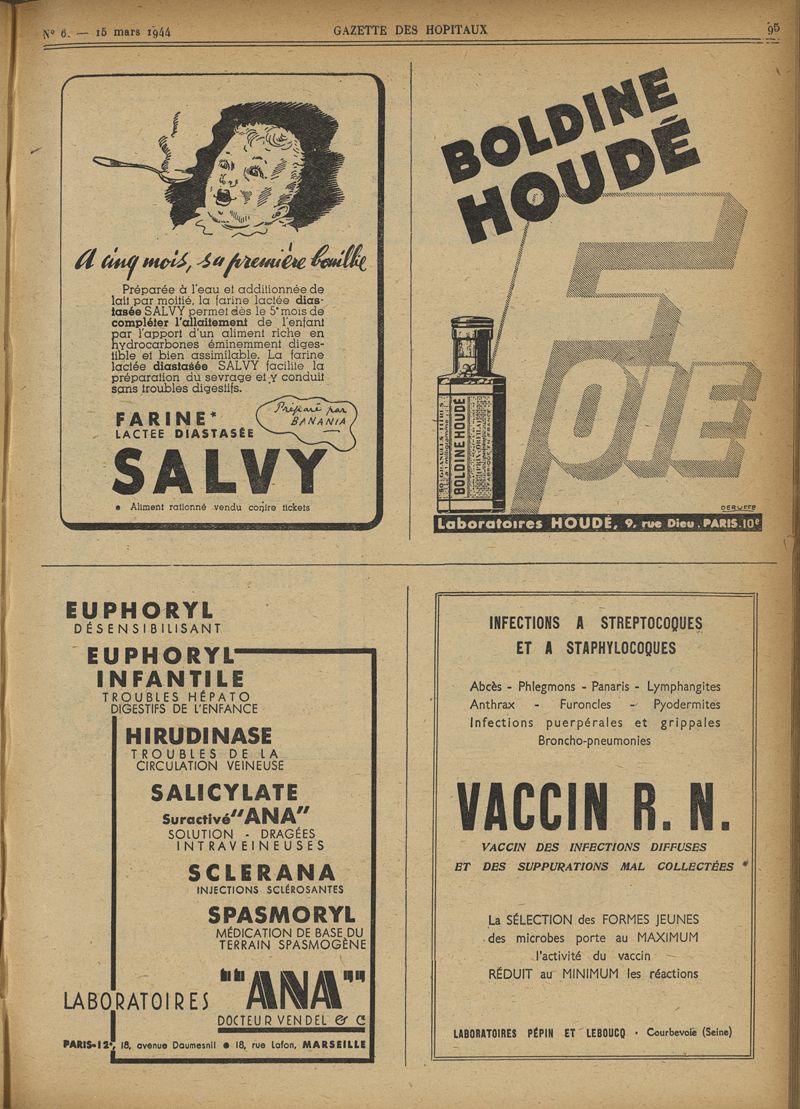 Nº 6. — 15 mars 1944
GAZETTE DES HOPITAUX
95
A cinq mois, sa première bouillie
Préparée à l'eau et additionnée de
lait par moitié, la farine lactée dias-
tasée SALVY permet dès le 5e mois de
compléter l'allaitement de l'enfant
par l'apport d'un aliment riche en
hydrocarbones éminemment diges-
tible et bien assimilable. La farine
lactée diastasée SALVY facilite la
préparation du sevrage et y conduit
sans troubles digestifs.
FARINE*
LACTÉE DIASTASÉE
Préparé par
BANANIA
SALVY
* Aliment rationné vendu contre tickets
BOLDINE
HOUDÉ
FOIE
BOLDINE HOUDÉ
Laboratoires HOUDÉ, 9, rue Dieu. PARIS.10e
EUPHORYL
DÉSENSIBILISANT
EUPHORYL
INFANTILE
TROUBLES HÉPATO
DIGESTIFS DE L'ENFANCE
HIRUDINASE
TROUBLES DE LA
CIRCULATION VEINEUSE
SALICYLATE
Suractivé "ANA"
SOLUTION - DRAGÉES
INTRAVEINEUSES
SCLERANA
INJECTIONS SCLÉROSANTES
SPASMORYL
MÉDICATION DE BASE DU
TERRAIN SPASMOGÈNE
LABORATOIRES "ANA"
DOCTEUR VENDEL & Cie
PARIS-12e, 18, avenue Daumesnil • 18, rue Lafon, MARSEILLE
INFECTIONS A STREPTOCOQUES
ET A STAPHYLOCOQUES
Abcès - Phlegmons - Panaris - Lymphangites
Anthrax - Furoncles - Pyodermites
Infections puerpérales et grippales
Broncho-pneumonies
VACCIN R. N.
VACCIN DES INFECTIONS DIFFUSES
ET DES SUPPURATIONS MAL COLLECTÉES
La SÉLECTION des FORMES JEUNES
des microbes porte au MAXIMUM
l'activité du vaccin
RÉDUIT au MINIMUM les réactions
LABORATOIRES PÉPIN ET LEBOUCQ - Courbevoie (Seine)